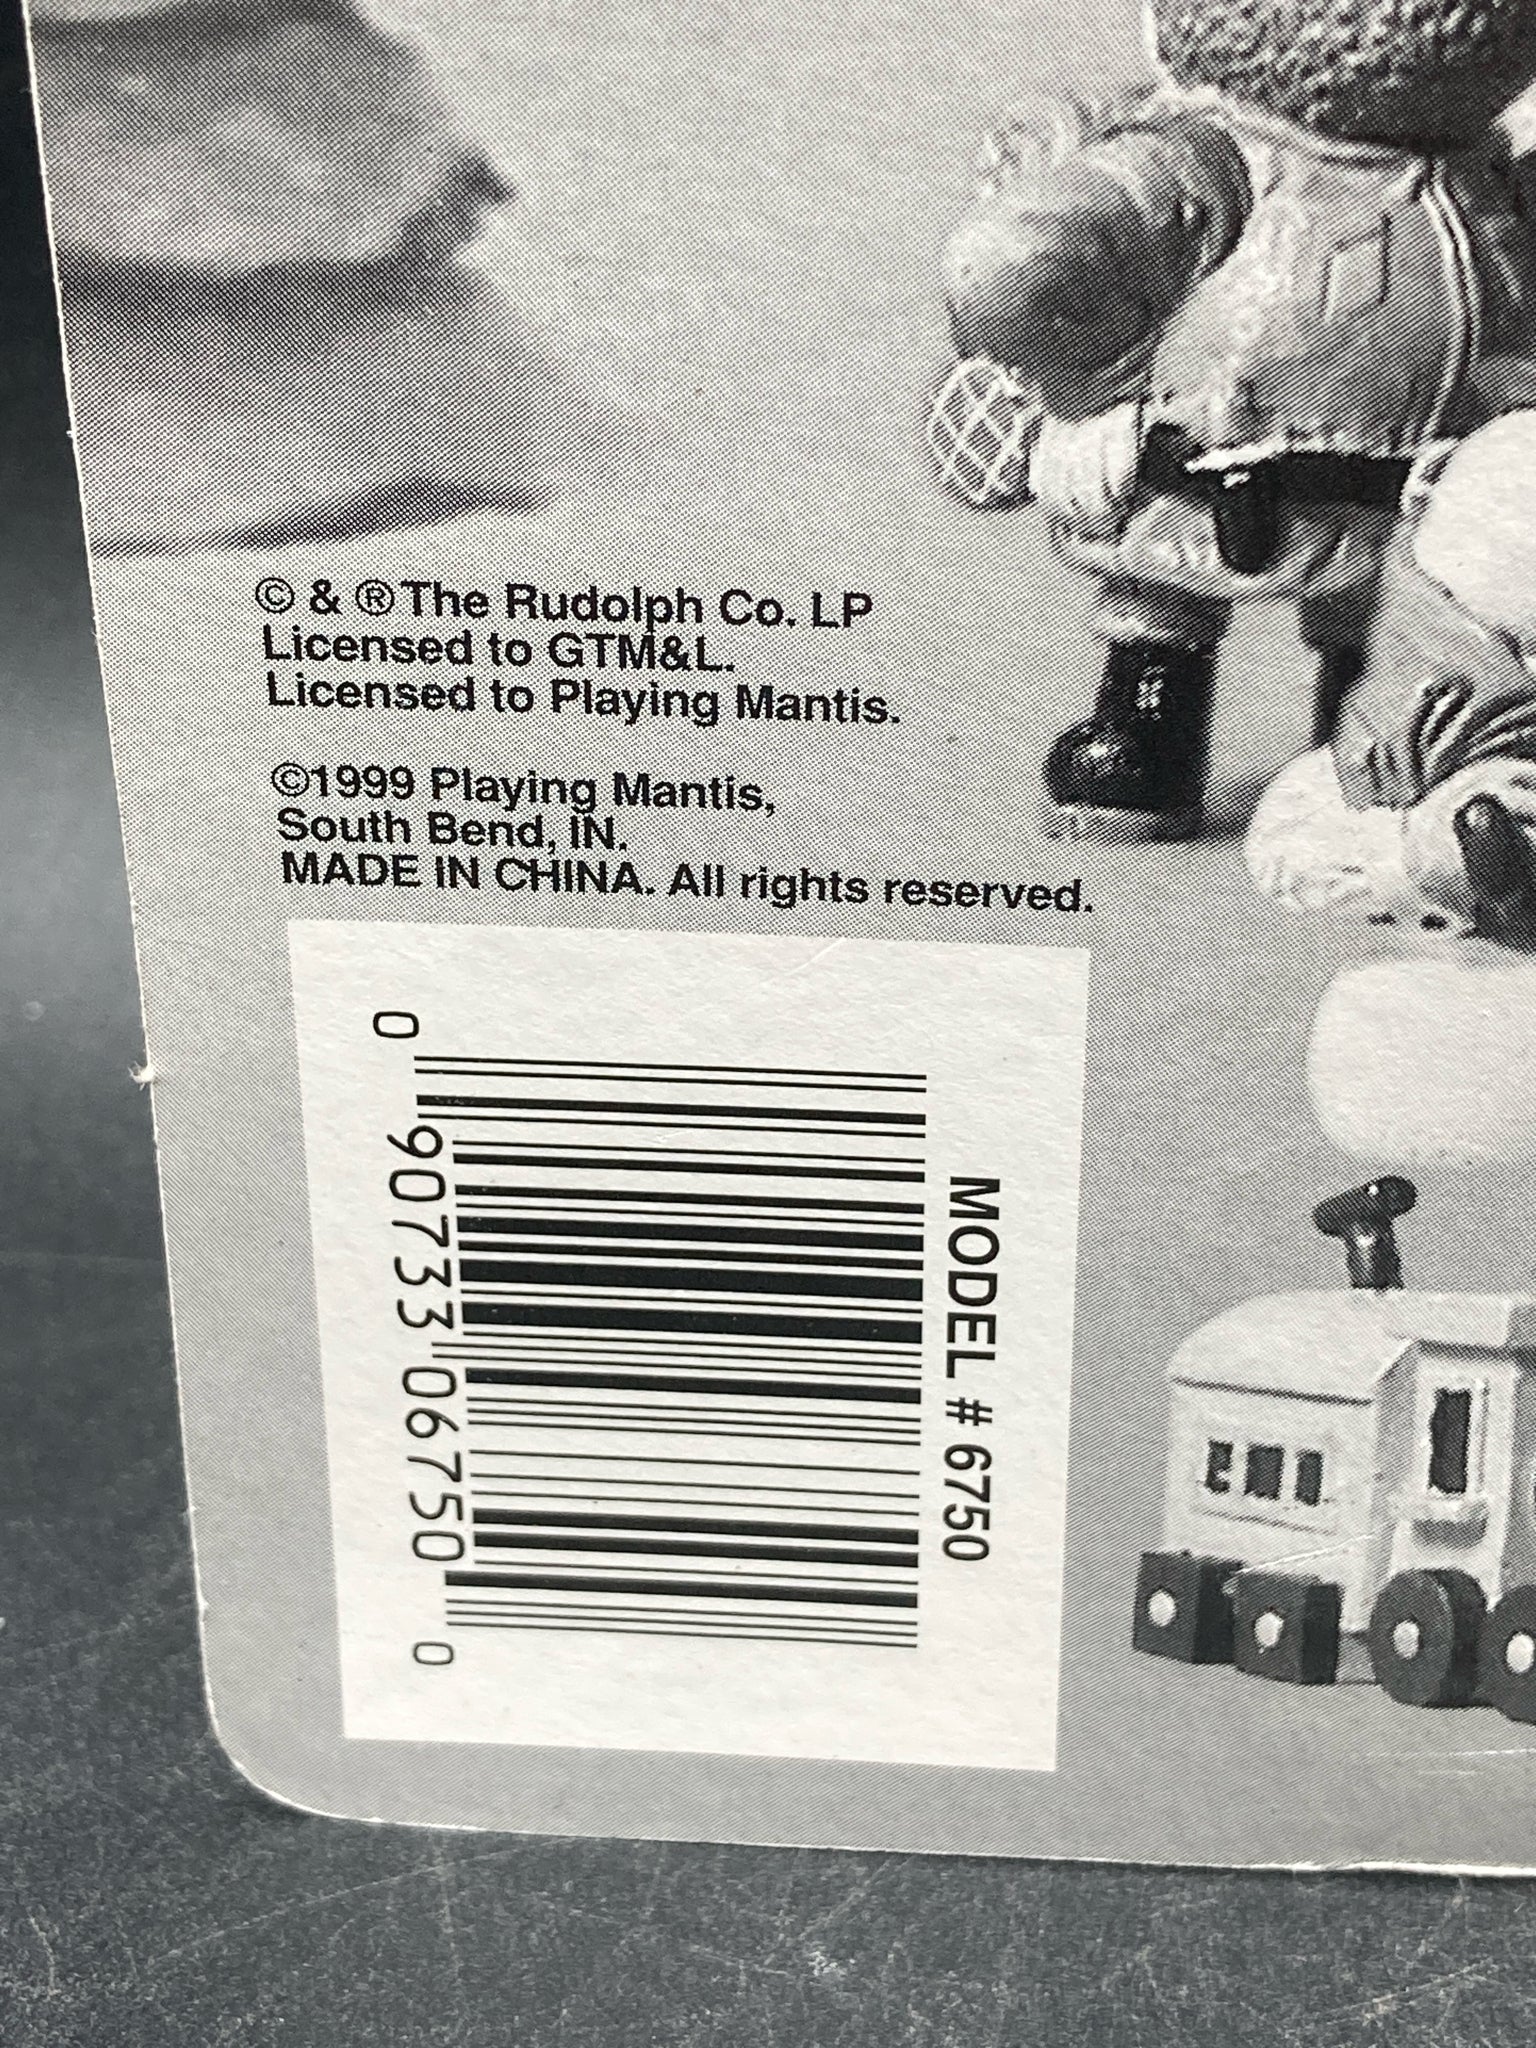 © & ® The Rudolph Co. LP
Licensed to GTM&L.
Licensed to Playing Mantis.
©1999 Playing Mantis,
South Bend, IN.
MADE IN CHINA. All rights reserved.
MODEL # 6750
0 90733 06750 0